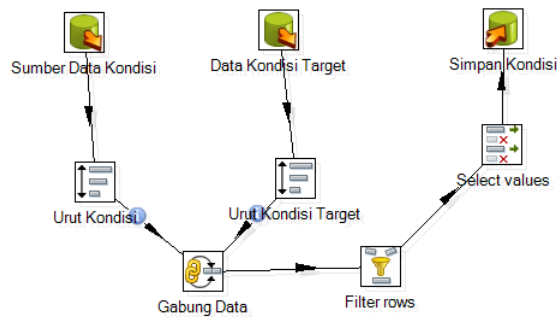 Sumber Data Kondisi
Data Kondisi Target
Simpan Kondisi
Select values
Urut Kondisi
Urut Kondisi Target
Gabung Data
Filter rows